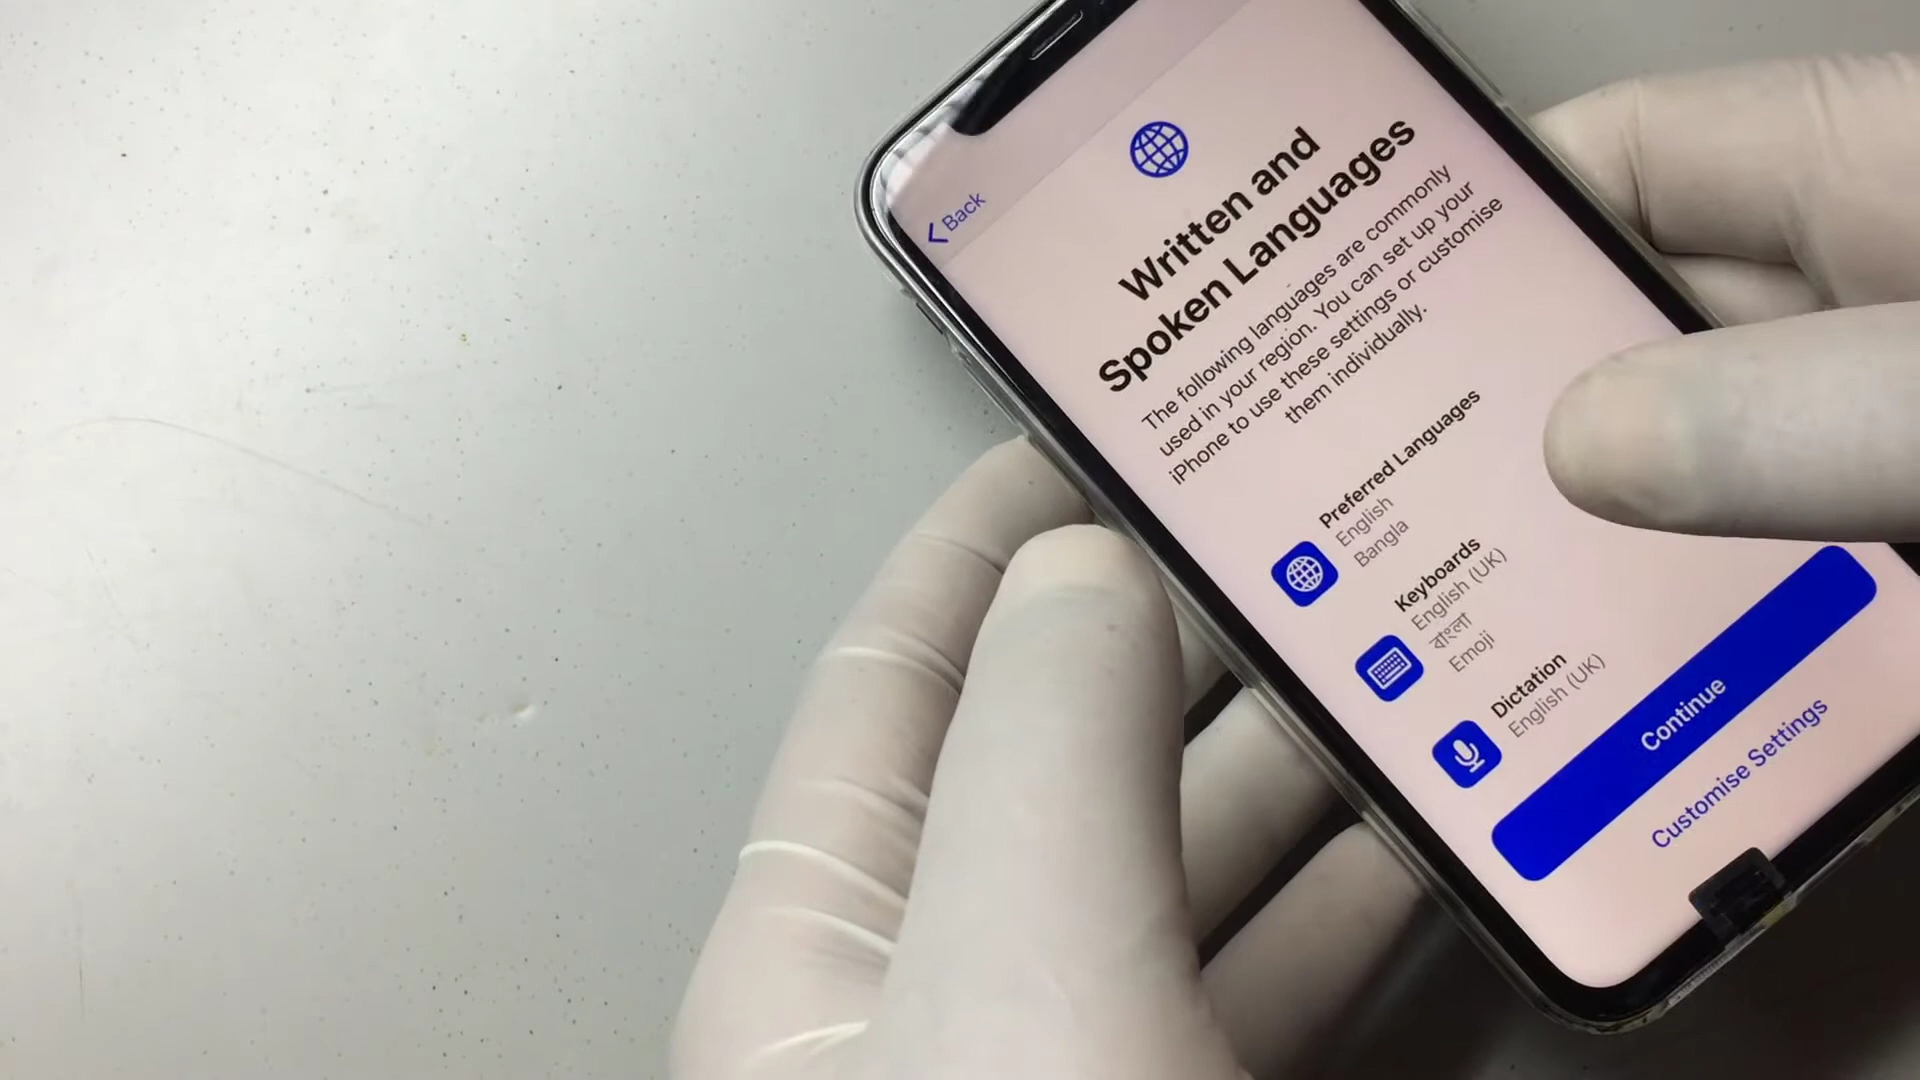 Back
Written and
Spoken Languages
The following languages are commonly
used in your region. You can set up your
iPhone to use these settings or customise
them individually.
Preferred Languages
English
Bangla
Keyboards
English (UK)
বাংলা
Emoji
Dictation
English (UK)
Continue
Customise Settings